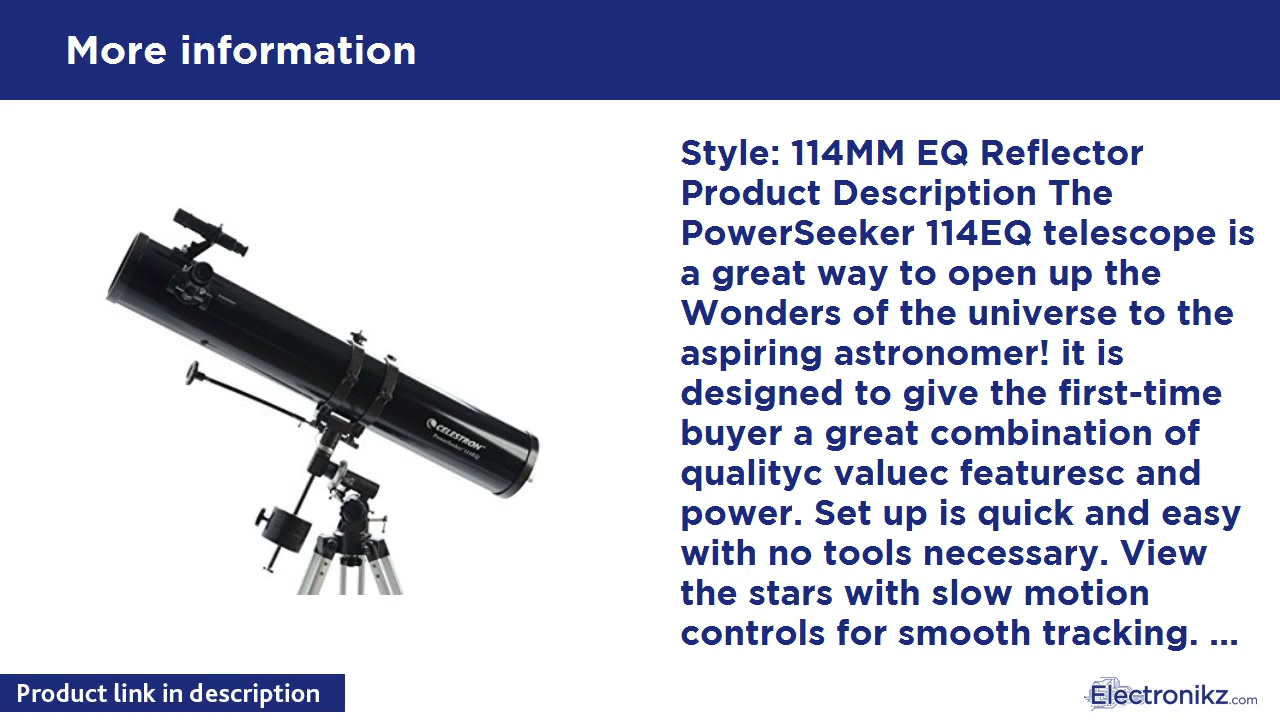 More information
Style: 114MM EQ Reflector
Product Description The
PowerSeeker 114EQ telescope is
a great way to open up the
Wonders of the universe to the
aspiring astronomer! it is
designed to give the first-time
buyer a great combination of
qualityc valuec featuresc and
power. Set up is quick and easy
with no tools necessary. View
the stars with slow motion
controls for smooth tracking. ...
CELESTRON
PowerSeeker 114EQ
Product link in description
Electronikz.com